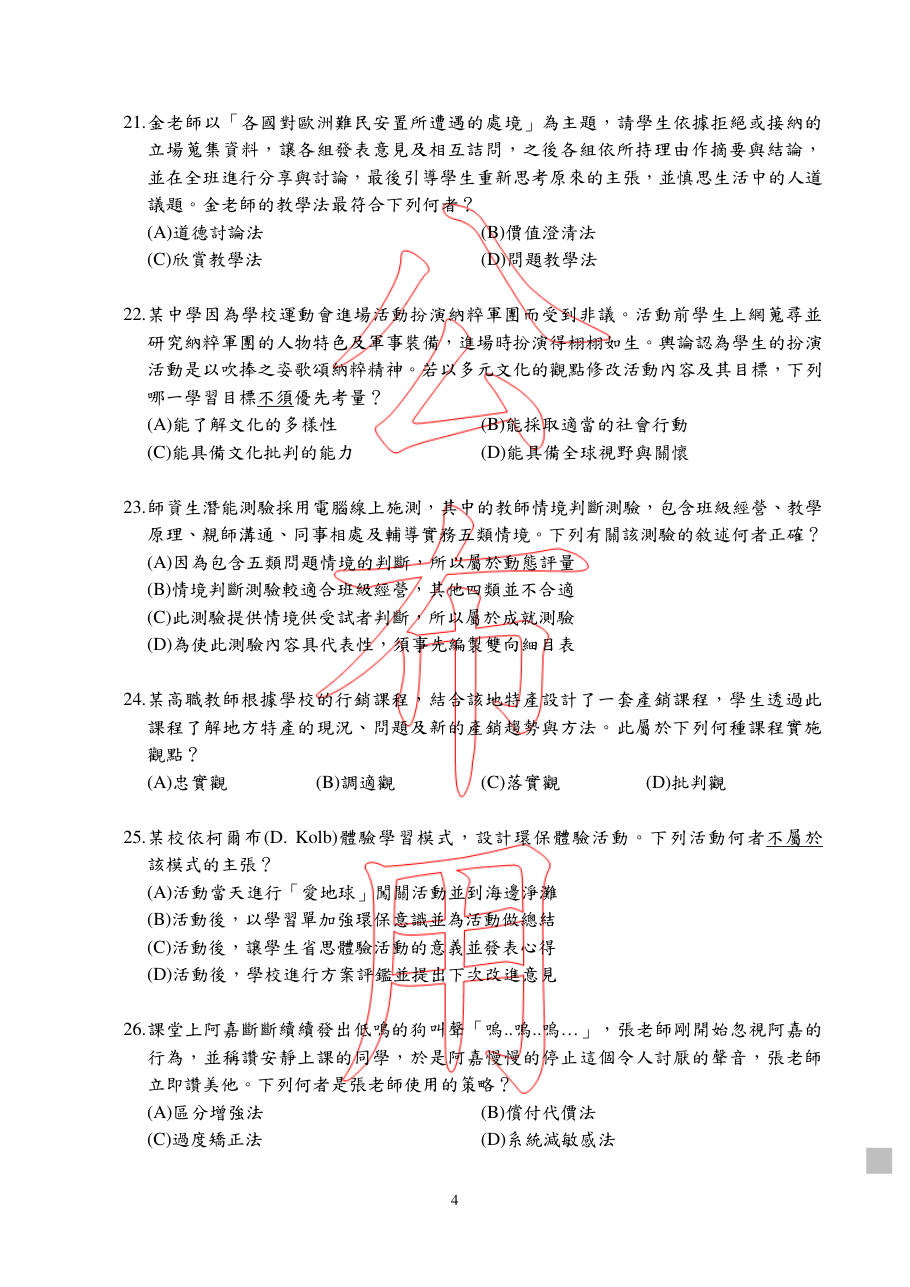 21.金老師以「各國對歐洲難民安置所遭遇的處境」為主題，請學生依據拒絕或接納的
立場蒐集資料，讓各組發表意見及相互詰問，之後各組依所持理由作摘要與結論，
並在全班進行分享與討論，最後引導學生重新思考原來的主張，並慎思生活中的人道
議題。金老師的教學法最符合下列何者？
(A)道德討論法 (B)價值澄清法
(C)欣賞教學法 (D)問題教學法
22.某中學因為學校運動會進場活動扮演納粹軍團而受到非議。活動前學生上網蒐尋並
研究納粹軍團的人物特色及軍事裝備，進場時扮演得栩栩如生。輿論認為學生的扮演
活動是以吹捧之姿歌頌納粹精神。若以多元文化的觀點修改活動內容及其目標，下列
哪一學習目標不須優先考量？
(A)能了解文化的多樣性 (B)能採取適當的社會行動
(C)能具備文化批判的能力 (D)能具備全球視野與關懷
23.師資生潛能測驗採用電腦線上施測，其中的教師情境判斷測驗，包含班級經營、教學
原理、親師溝通、同事相處及輔導實務五類情境。下列有關該測驗的敘述何者正確？
(A)因為包含五類問題情境的判斷，所以屬於動態評量
(B)情境判斷測驗較適合班級經營，其他四類並不合適
(C)此測驗提供情境供受試者判斷，所以屬於成就測驗
(D)為使此測驗內容具代表性，須事先編製雙向細目表
24.某高職教師根據學校的行銷課程，結合該地特產設計了一套產銷課程，學生透過此
課程了解地方特產的現況、問題及新的產銷趨勢與方法。此屬於下列何種課程實施
觀點？
(A)忠實觀 (B)調適觀 (C)落實觀 (D)批判觀
25.某校依柯爾布(D. Kolb)體驗學習模式，設計環保體驗活動。下列活動何者不屬於
該模式的主張？
(A)活動當天進行「愛地球」闖關活動並到海邊淨灘
(B)活動後，以學習單加強環保意識並為活動做總結
(C)活動後，讓學生省思體驗活動的意義並發表心得
(D)活動後，學校進行方案評鑑並提出下次改進意見
26.課堂上阿嘉斷斷續續發出低鳴的狗叫聲「嗚..嗚..嗚…」，張老師剛開始忽視阿嘉的
行為，並稱讚安靜上課的同學，於是阿嘉慢慢的停止這個令人討厭的聲音，張老師
立即讚美他。下列何者是張老師使用的策略？
(A)區分增強法 (B)償付代價法
(C)過度矯正法 (D)系統減敏感法
4
公布用